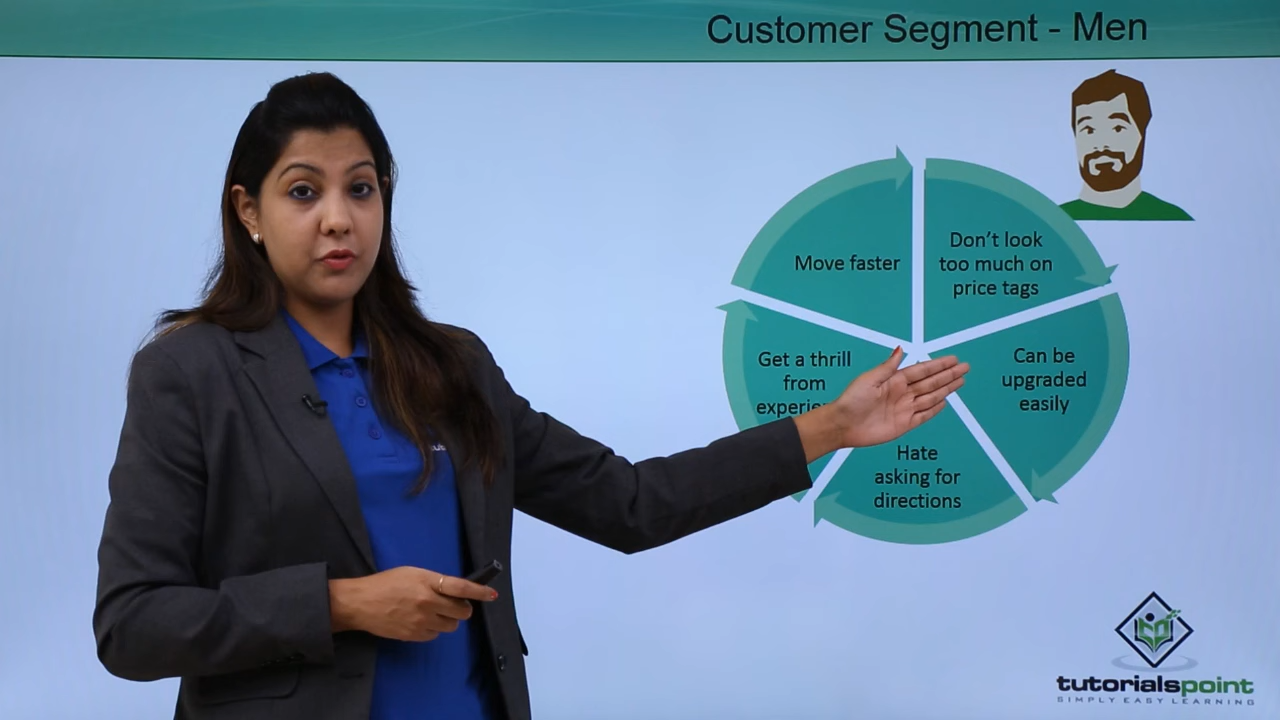 Customer Segment - Men
Move faster
Don't look
too much on
price tags
Can be
upgraded
easily
Hate
asking for
directions
Get a thrill
from
tutorialspoint
SIMPLY EASY LEARNING